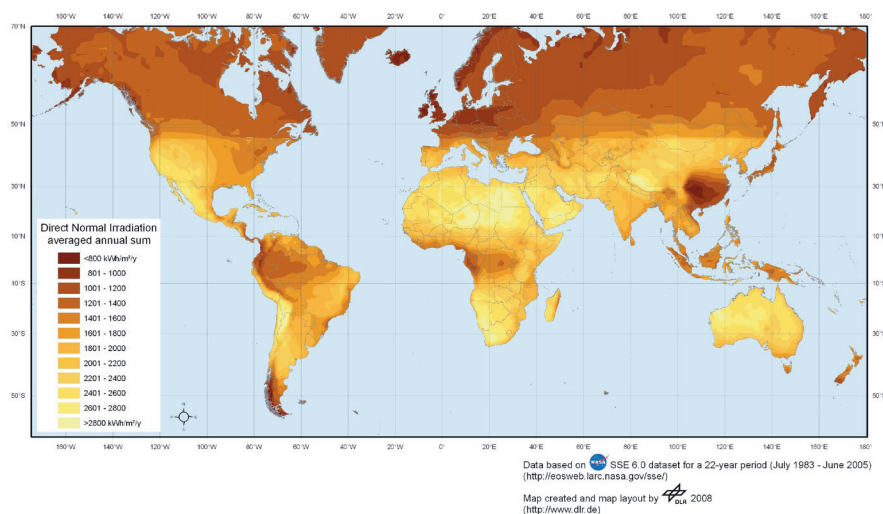 70°N
50°N
30°N
10°N
10°S
30°S
50°S
Direct Normal Irradiation
averaged annual sum
<800 kWh/m²/y
801 - 1000
1001 - 1200
1201 - 1400
1401 - 1600
1601 - 1800
1801 - 2000
2001 - 2200
2201 - 2400
2401 - 2600
2601 - 2800
>2800 kWh/m²/y
160°W 140°W 120°W 100°W 80°W 60°W 40°W 20°W 0° 20°E 40°E 60°E 80°E 100°E 120°E 140°E 160°E 180°E
Data based on NASA SSE 6.0 dataset for a 22-year period (July 1983 - June 2005)
(http://eosweb.larc.nasa.gov/sse/)
Map created and map layout by DLR 2008
(http://www.dlr.de)